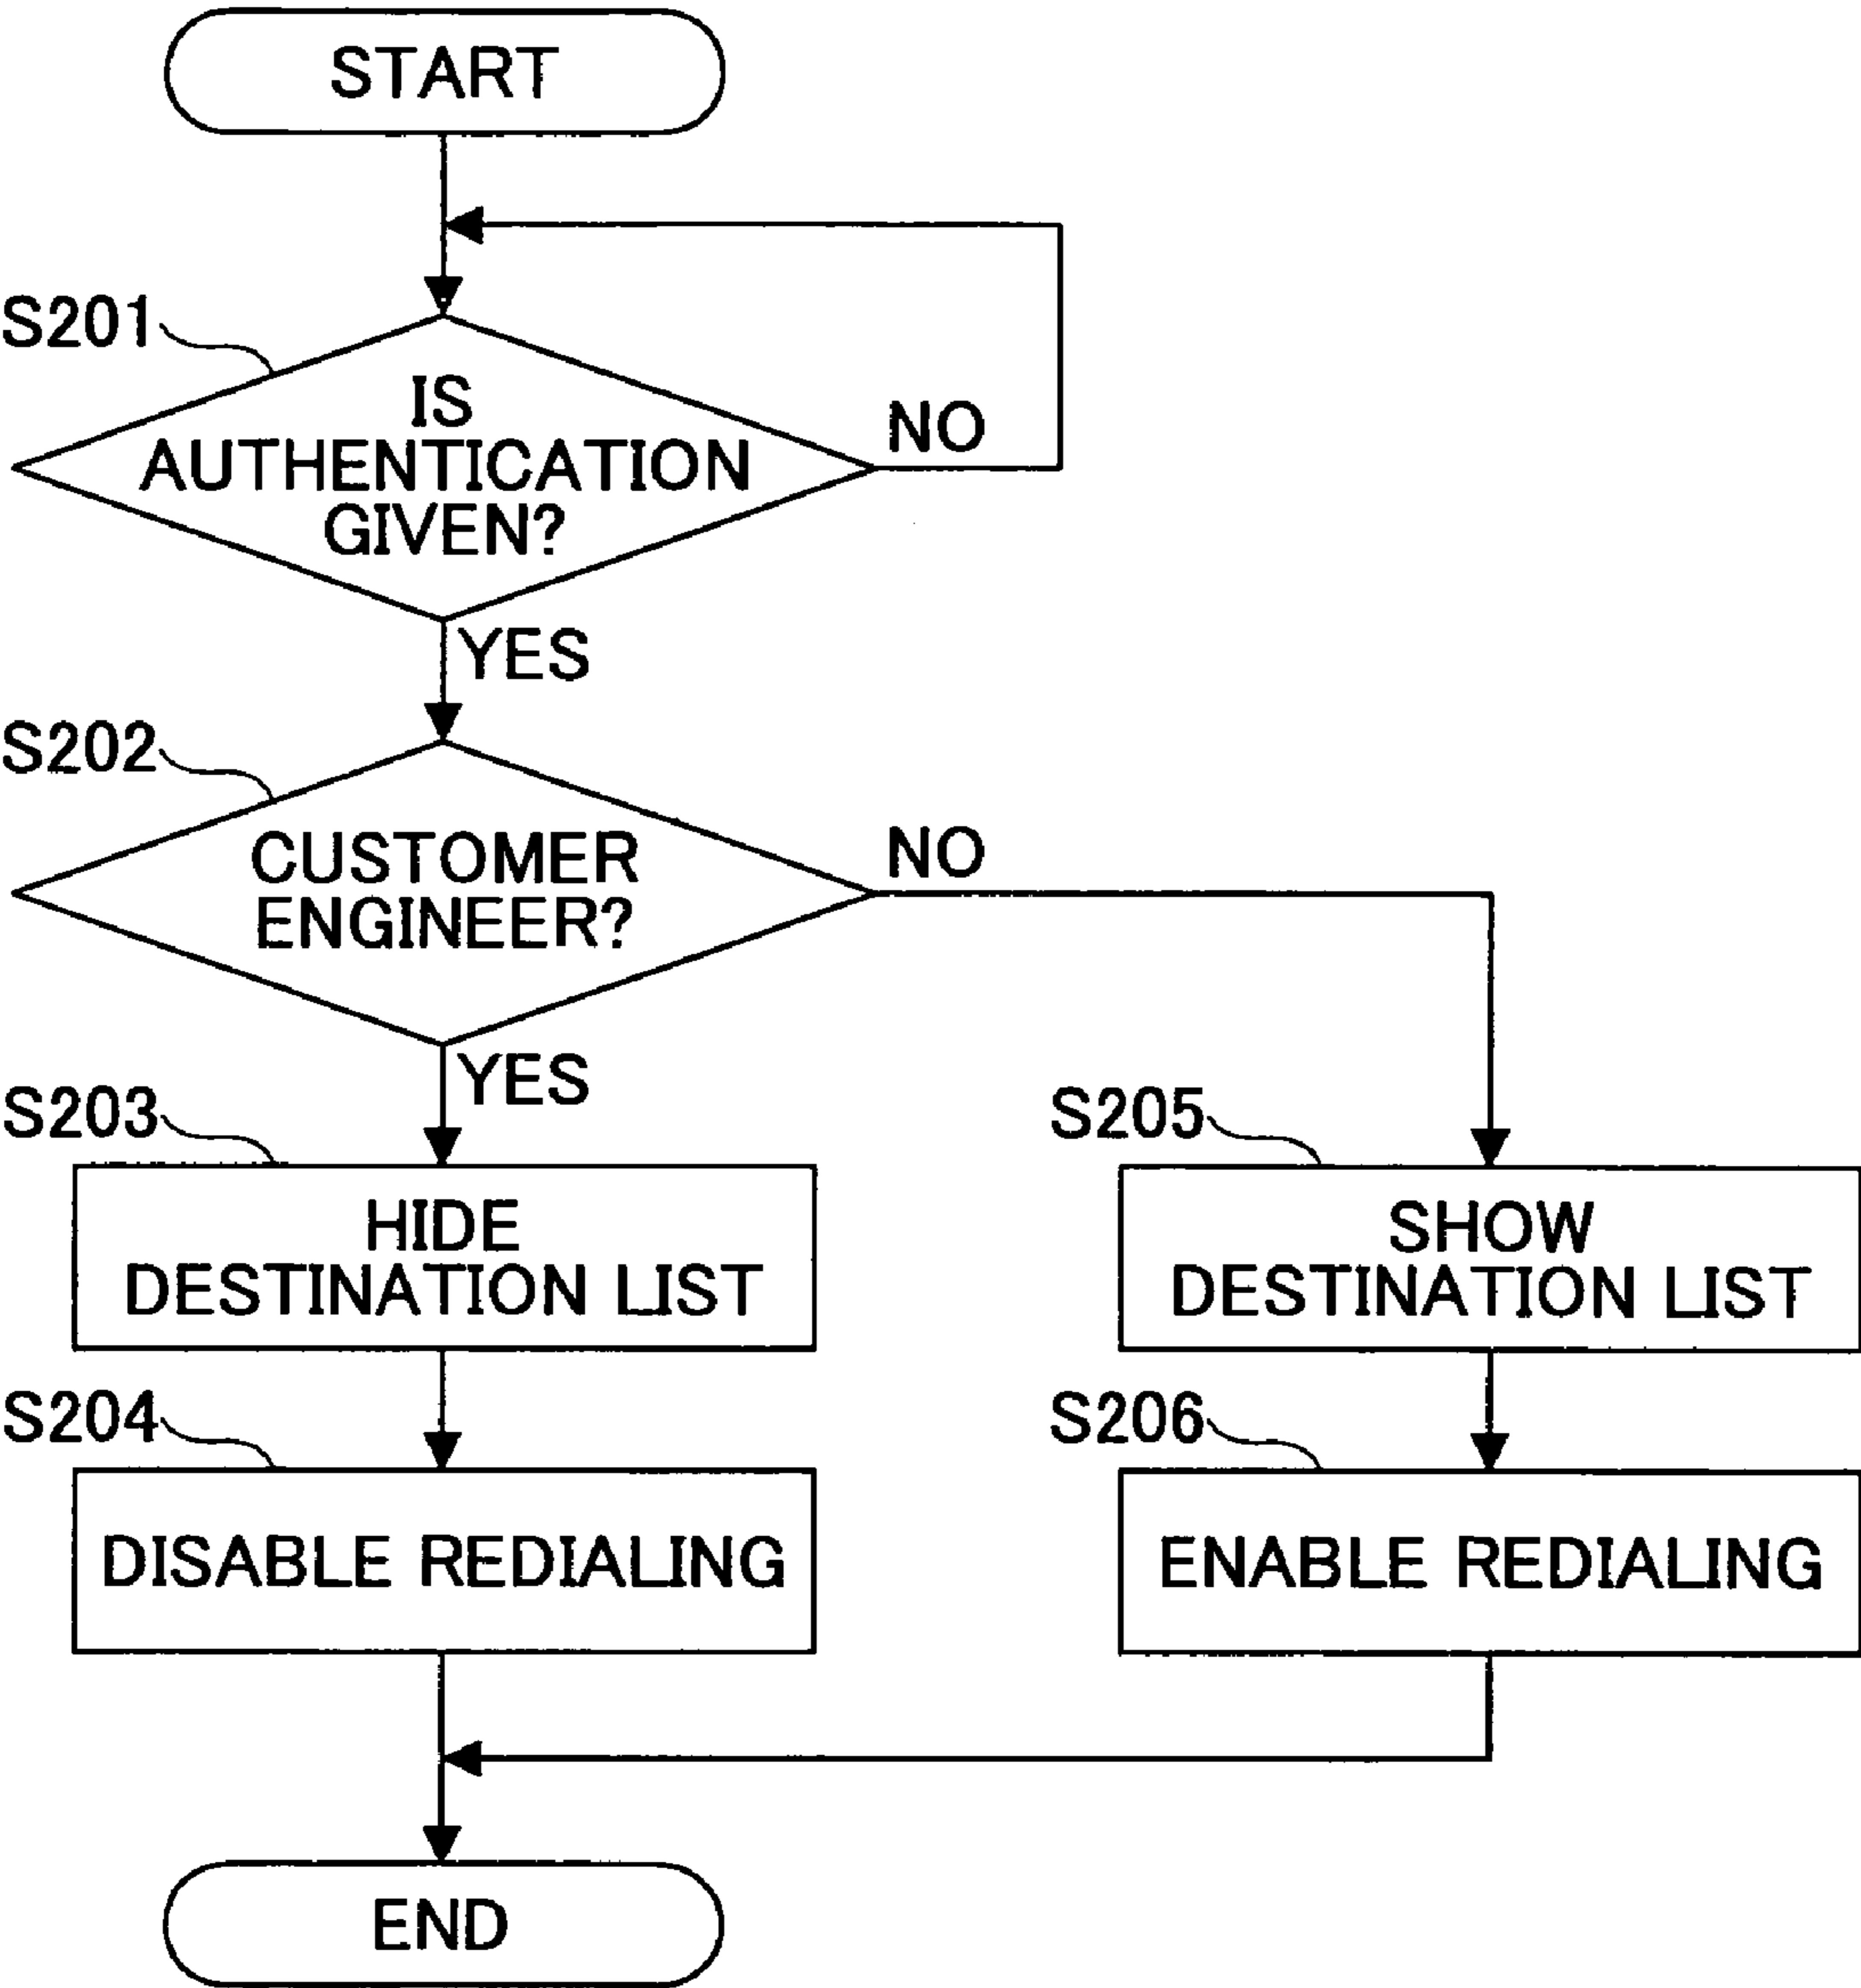 START
S201
IS
AUTHENTICATION
GIVEN?
NO
YES
S202
CUSTOMER
ENGINEER?
NO
YES
S203
HIDE
DESTINATION LIST
S205
SHOW
DESTINATION LIST
S204
DISABLE REDIALING
S206
ENABLE REDIALING
END